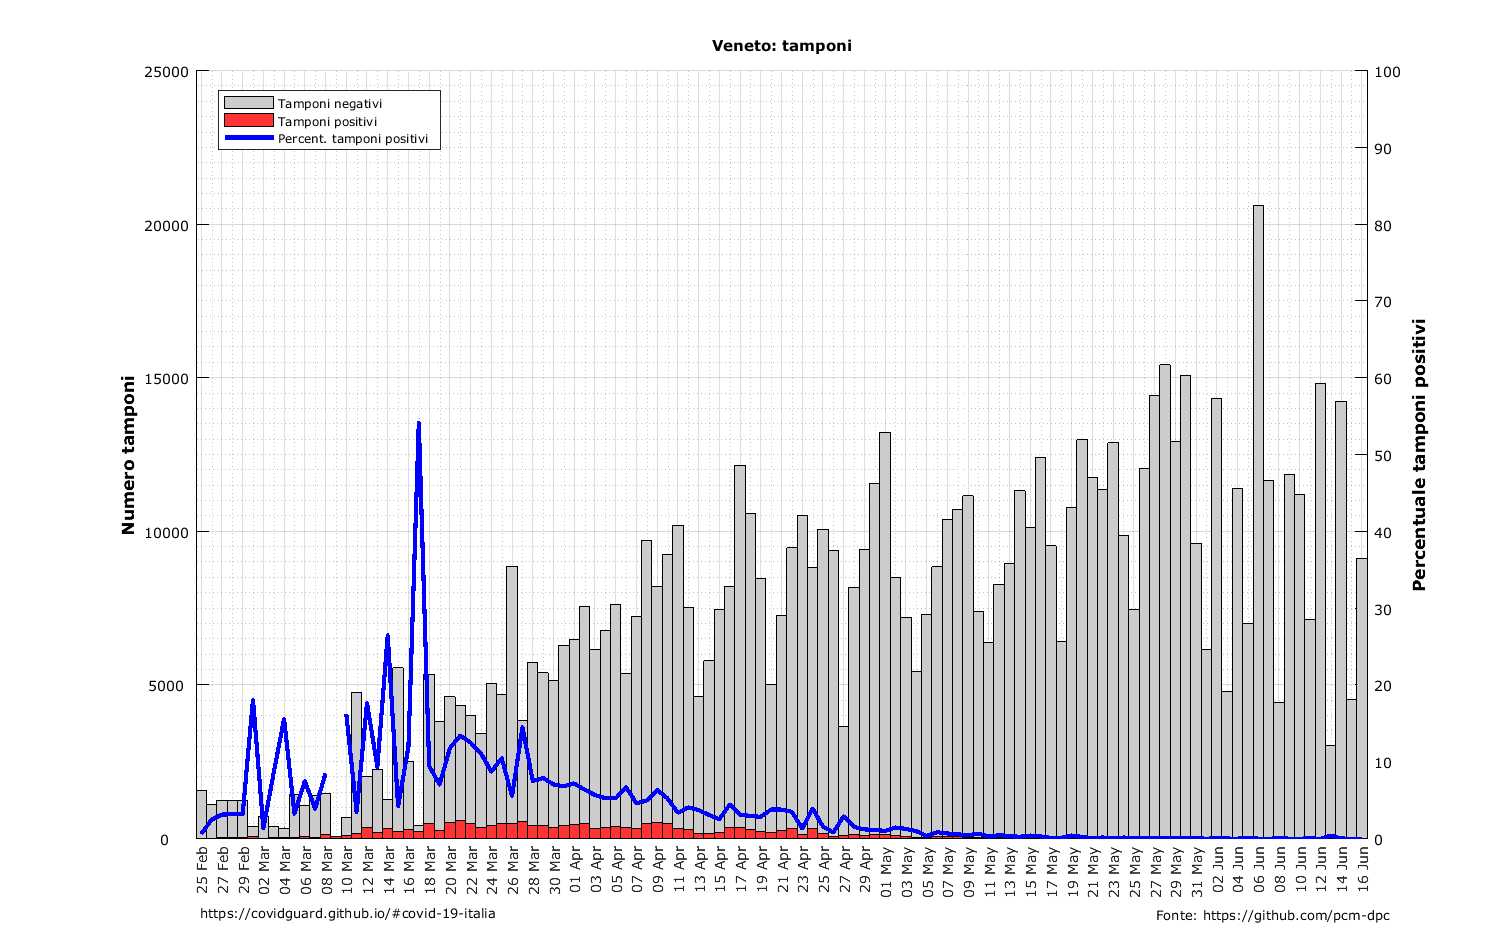 Veneto: tamponi
25000
20000
15000
10000
5000
0
Numero tamponi
Tamponi negativi
Tamponi positivi
Percent. tamponi positivi
100
90
80
70
60
50
40
30
20
10
0
Percentuale tamponi positivi
25 Feb
27 Feb
29 Feb
02 Mar
04 Mar
06 Mar
08 Mar
10 Mar
12 Mar
14 Mar
16 Mar
18 Mar
20 Mar
22 Mar
24 Mar
26 Mar
28 Mar
30 Mar
01 Apr
03 Apr
05 Apr
07 Apr
09 Apr
11 Apr
13 Apr
15 Apr
17 Apr
19 Apr
21 Apr
23 Apr
25 Apr
27 Apr
29 Apr
01 May
03 May
05 May
07 May
09 May
11 May
13 May
15 May
17 May
19 May
21 May
23 May
25 May
27 May
29 May
31 May
02 Jun
04 Jun
06 Jun
08 Jun
10 Jun
12 Jun
14 Jun
16 Jun
https://covidguard.github.io/#covid-19-italia
Fonte: https://github.com/pcm-dpc